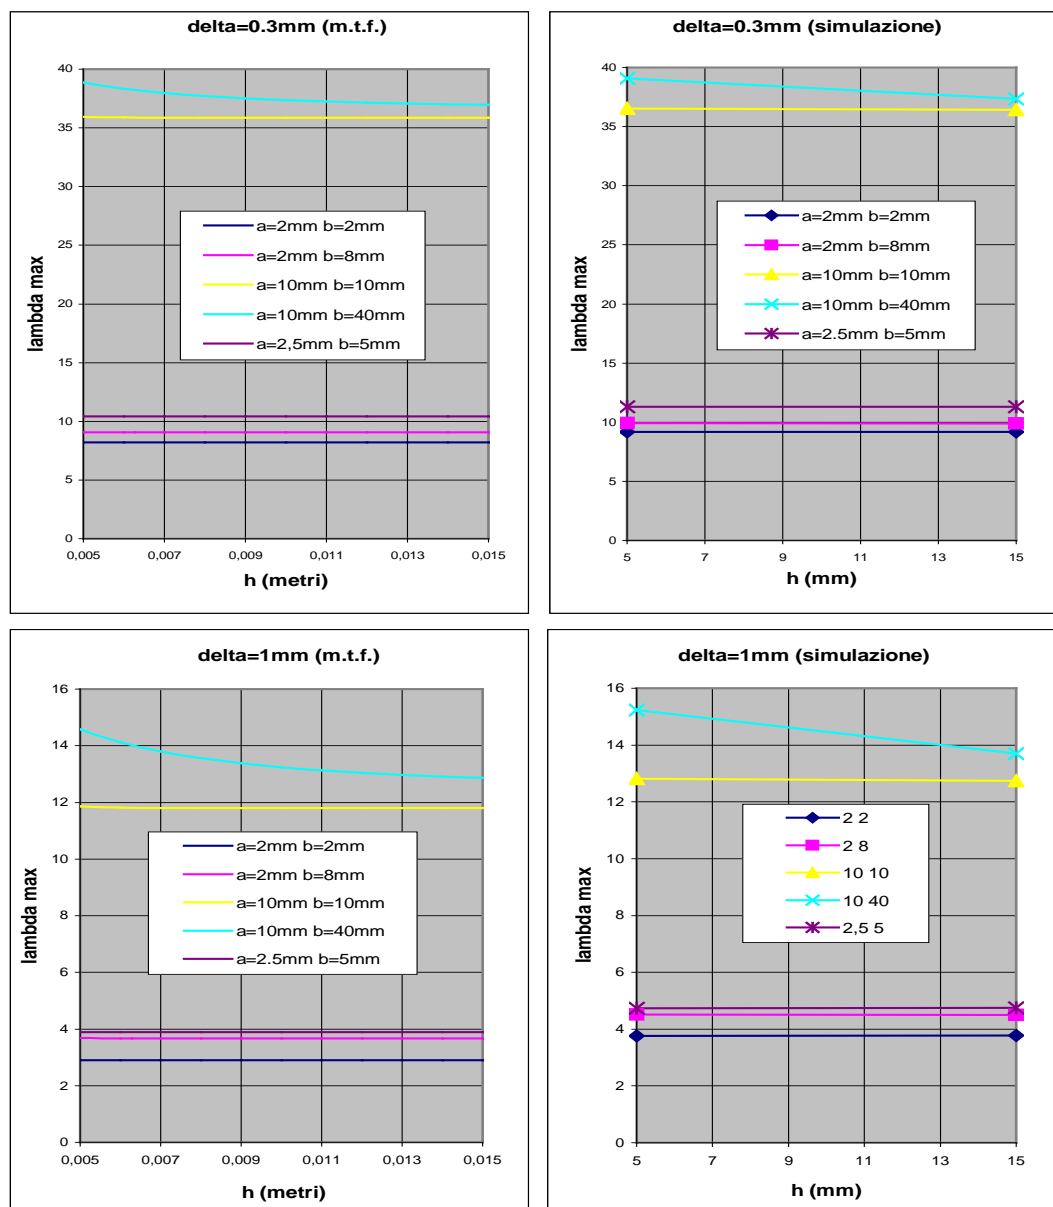 delta=0.3mm (m.t.f.)
40
35
30
25
20
15
10
5
0
lambda max
a=2mm b=2mm
a=2mm b=8mm
a=10mm b=10mm
a=10mm b=40mm
a=2,5mm b=5mm
0,005 0,007 0,009 0,011 0,013 0,015
h (metri)
delta=0.3mm (simulazione)
40
35
30
25
20
15
10
5
0
lambda max
a=2mm b=2mm
a=2mm b=8mm
a=10mm b=10mm
a=10mm b=40mm
a=2.5mm b=5mm
5 7 9 11 13 15
h (mm)
delta=1mm (m.t.f.)
16
14
12
10
8
6
4
2
0
lambda max
a=2mm b=2mm
a=2mm b=8mm
a=10mm b=10mm
a=10mm b=40mm
a=2.5mm b=5mm
0,005 0,007 0,009 0,011 0,013 0,015
h (metri)
delta=1mm (simulazione)
16
14
12
10
8
6
4
2
0
lambda max
2 2
2 8
10 10
10 40
2,5 5
5 7 9 11 13 15
h (mm)